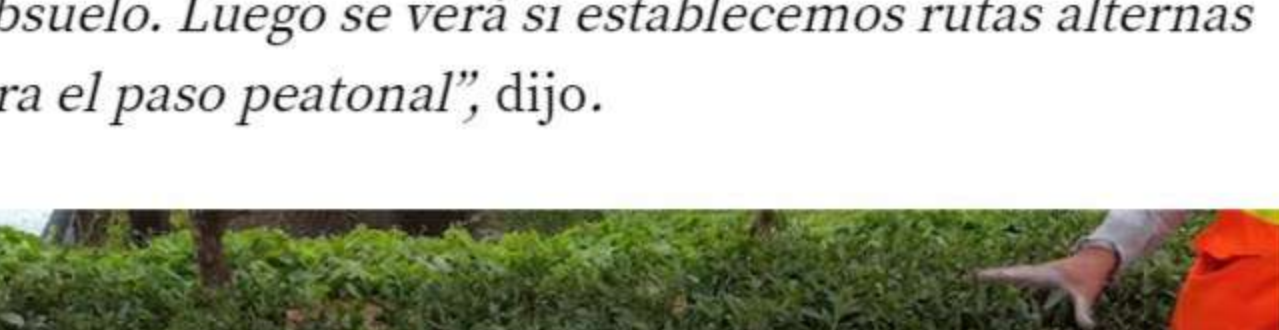 bsuelo. Luego se verá si establecemos rutas alternas
ra el paso peatonal”, dijo.